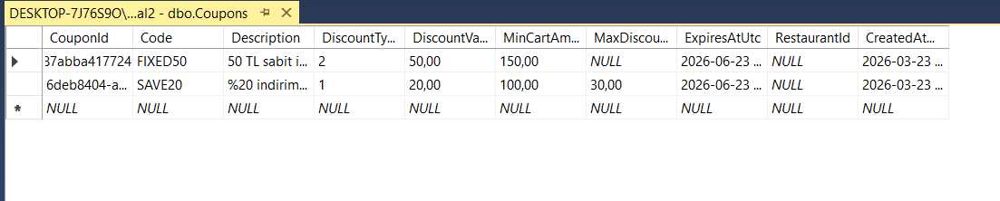 DESKTOP-7J76S9O\...al2 - dbo.Coupons
CouponId Code Description DiscountTy... DiscountVa... MinCartAm... MaxDiscou... ExpiresAtUtc RestaurantId CreatedAt...
37abba417724 FIXED50 50 TL sabit i... 2 50,00 150,00 NULL 2026-06-23 ... NULL 2026-03-23 ...
6deb8404-a... SAVE20 %20 indirim... 1 20,00 100,00 30,00 2026-06-23 ... NULL 2026-03-23 ...
NULL NULL NULL NULL NULL NULL NULL NULL NULL NULL